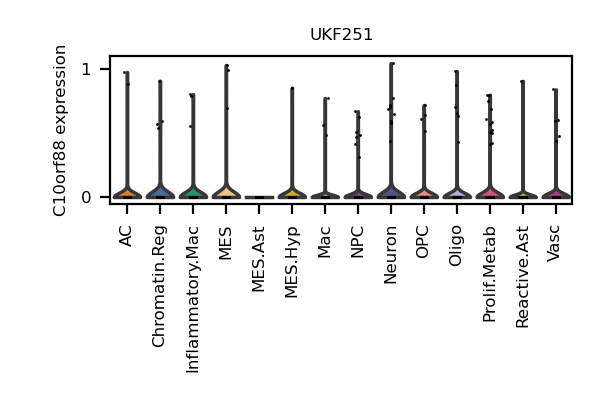 UKF251
C10orf88 expression
1
0
AC
Chromatin.Reg
Inflammatory.Mac
MES
MES.Ast
MES.Hyp
Mac
NPC
Neuron
OPC
Oligo
Prolif.Metab
Reactive.Ast
Vasc